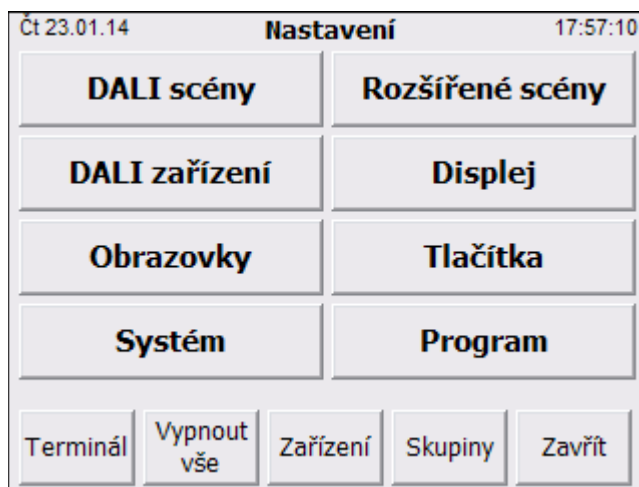 Čt 23.01.14 Nastavení 17:57:10
DALI scény Rozšířené scény
DALI zařízení Displej
Obrazovky Tlačítka
Systém Program
Terminál Vypnout vše Zařízení Skupiny Zavřít